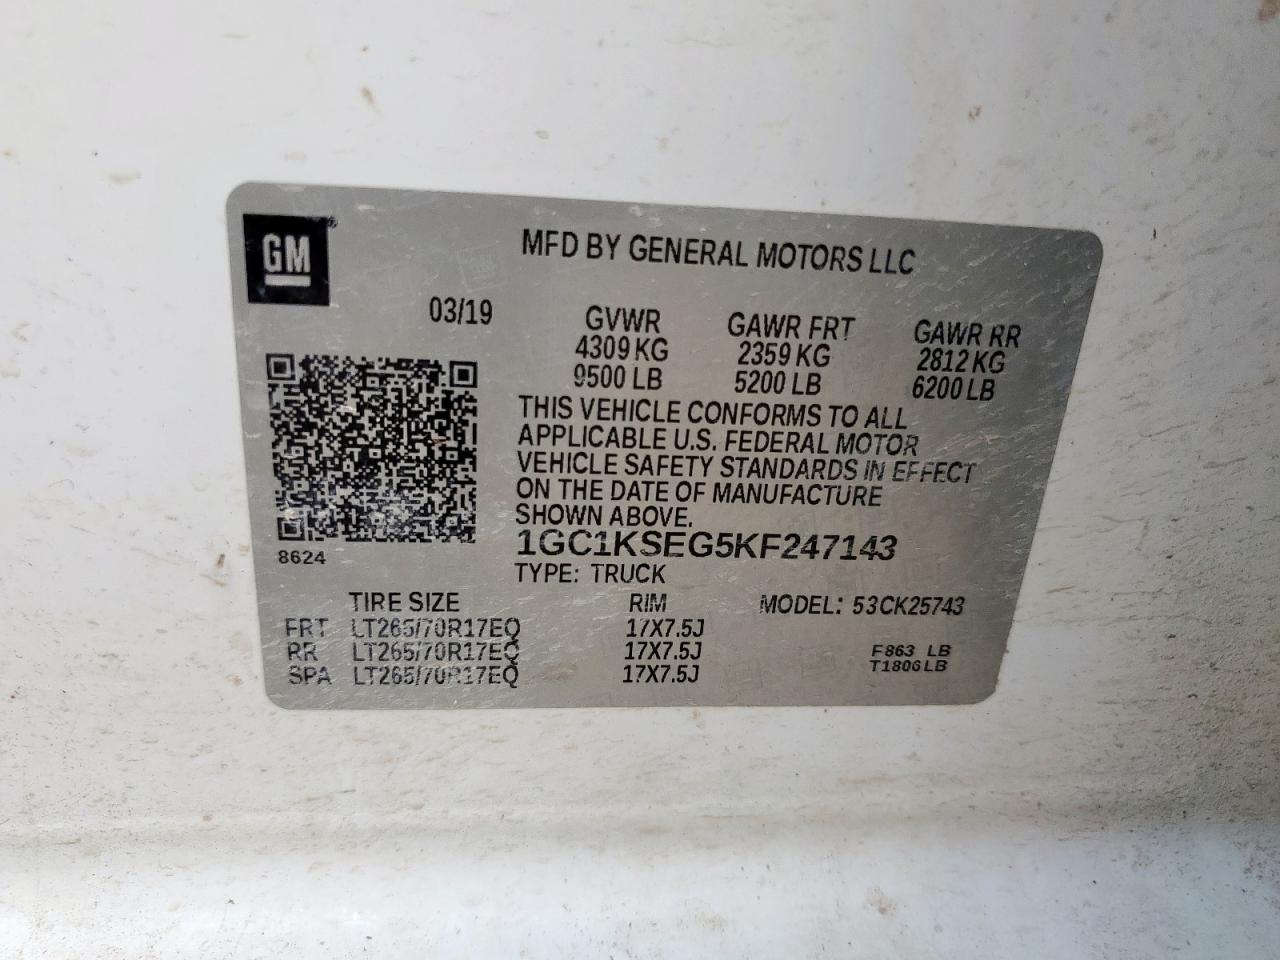 GM®
MFD BY GENERAL MOTORS LLC
03/19
GVWR GAWR FRT GAWR RR
4309 KG 2359 KG 2812 KG
9500 LB 5200 LB 6200 LB
THIS VEHICLE CONFORMS TO ALL
APPLICABLE U.S. FEDERAL MOTOR
VEHICLE SAFETY STANDARDS IN EFFECT
ON THE DATE OF MANUFACTURE
SHOWN ABOVE.
1GC1KSEG5KF247143
8624
TYPE: TRUCK
TIRE SIZE RIM MODEL: 53CK25743
FRT LT265/70R17EQ 17X7.5J
RR LT265/70R17EQ 17X7.5J F863 LB
SPA LT265/70R17EQ 17X7.5J T1806LB